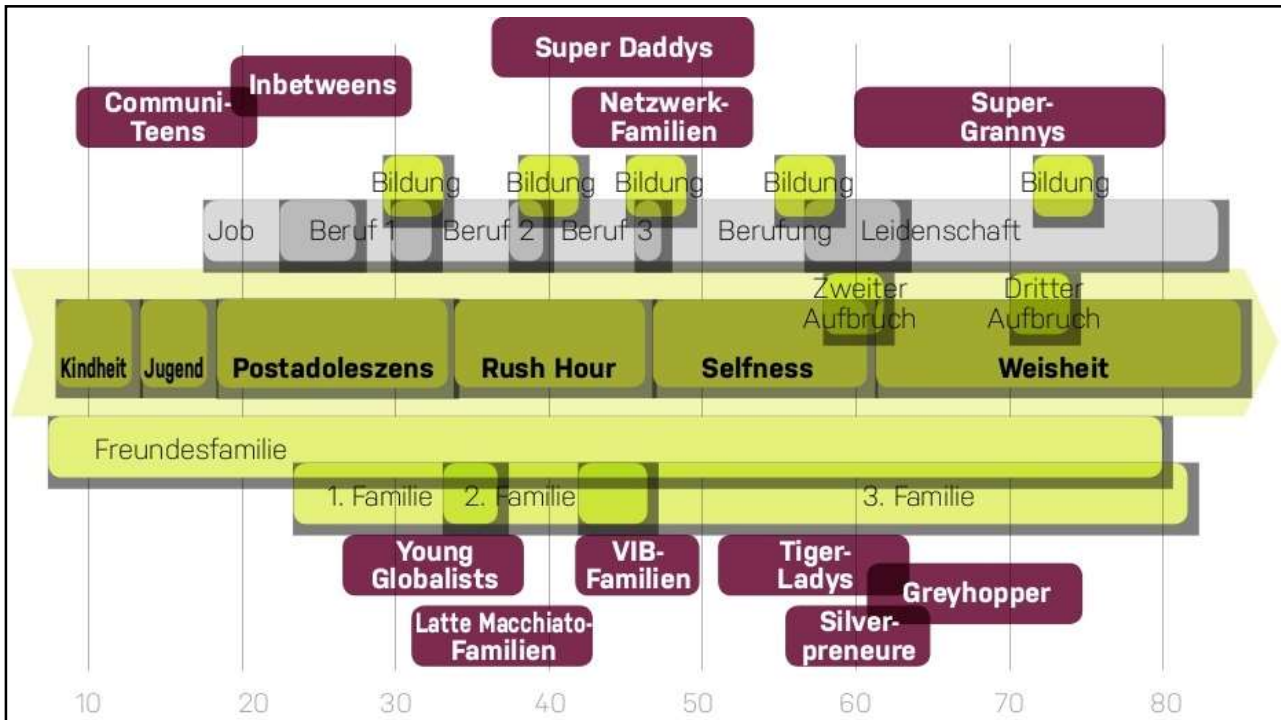 Super Daddys
Inbetweens
Communi-
Teens
Netzwerk-
Familien
Super-
Grannys
Bildung
Bildung
Bildung
Bildung
Bildung
Job
Beruf 1
Beruf 2
Beruf 3
Berufung
Leidenschaft
Zweiter
Aufbruch
Dritter
Aufbruch
Kindheit
Jugend
Postadoleszens
Rush Hour
Selfness
Weisheit
Freundesfamilie
1. Familie
2. Familie
3. Familie
Young
Globalists
VIB-
Familien
Tiger-
Ladys
Greyhopper
Latte Macchiato-
Familien
Silver-
preneure
10
20
30
40
50
60
70
80